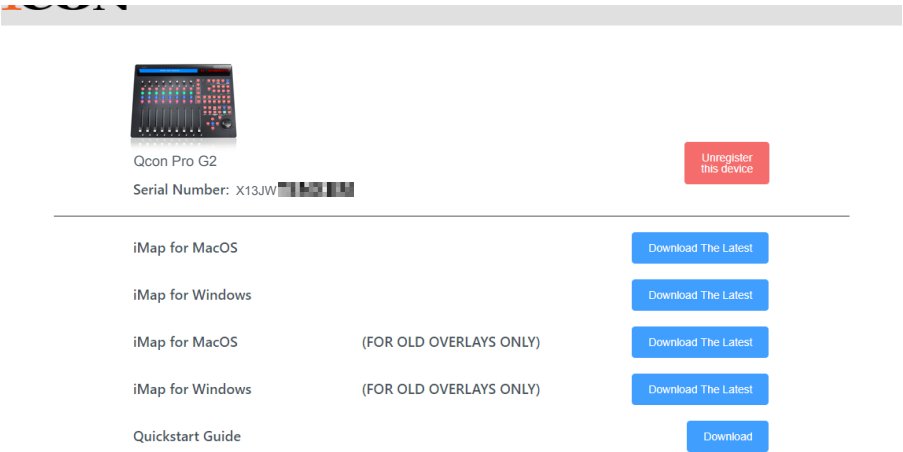 iCON
Qcon Pro G2
Unregister
this device
Serial Number: X13JW
iMap for MacOS
Download The Latest
iMap for Windows
Download The Latest
iMap for MacOS (FOR OLD OVERLAYS ONLY)
Download The Latest
iMap for Windows (FOR OLD OVERLAYS ONLY)
Download The Latest
Quickstart Guide
Download